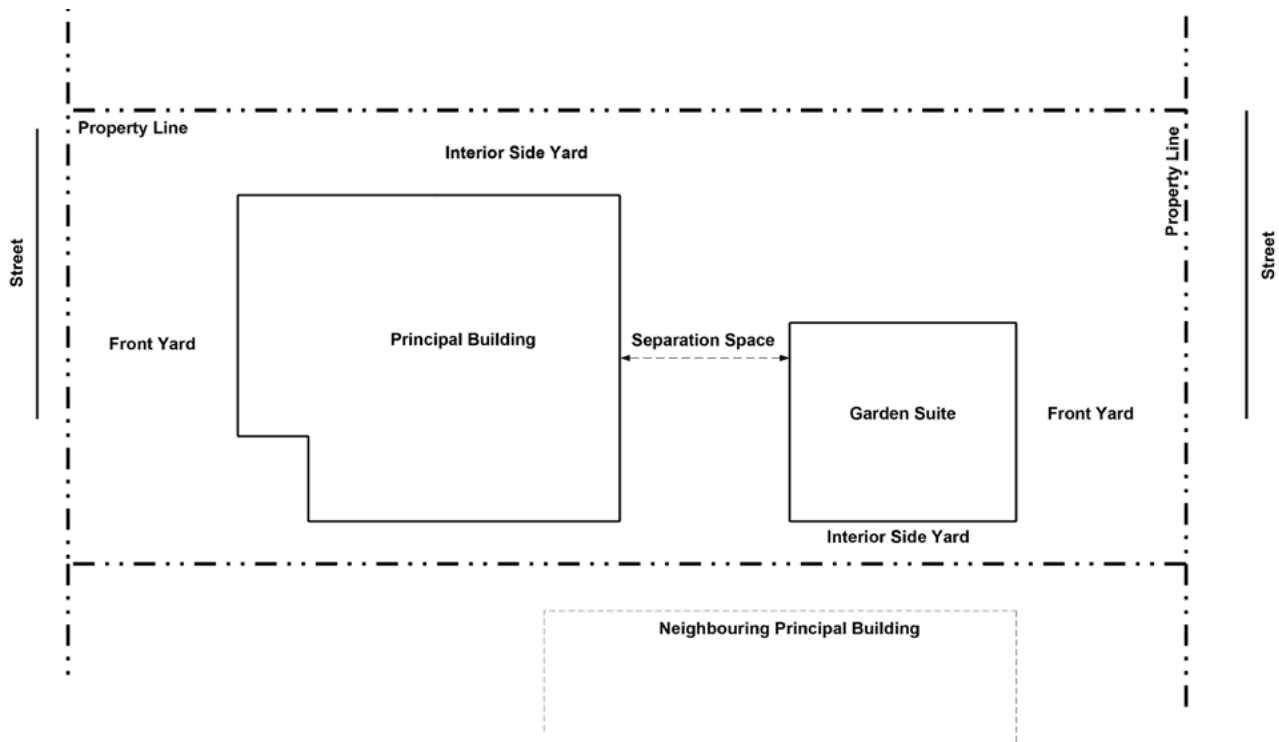 Property Line
Interior Side Yard
Property Line
Street
Street
Front Yard
Principal Building
Separation Space
Garden Suite
Front Yard
Interior Side Yard
Neighbouring Principal Building